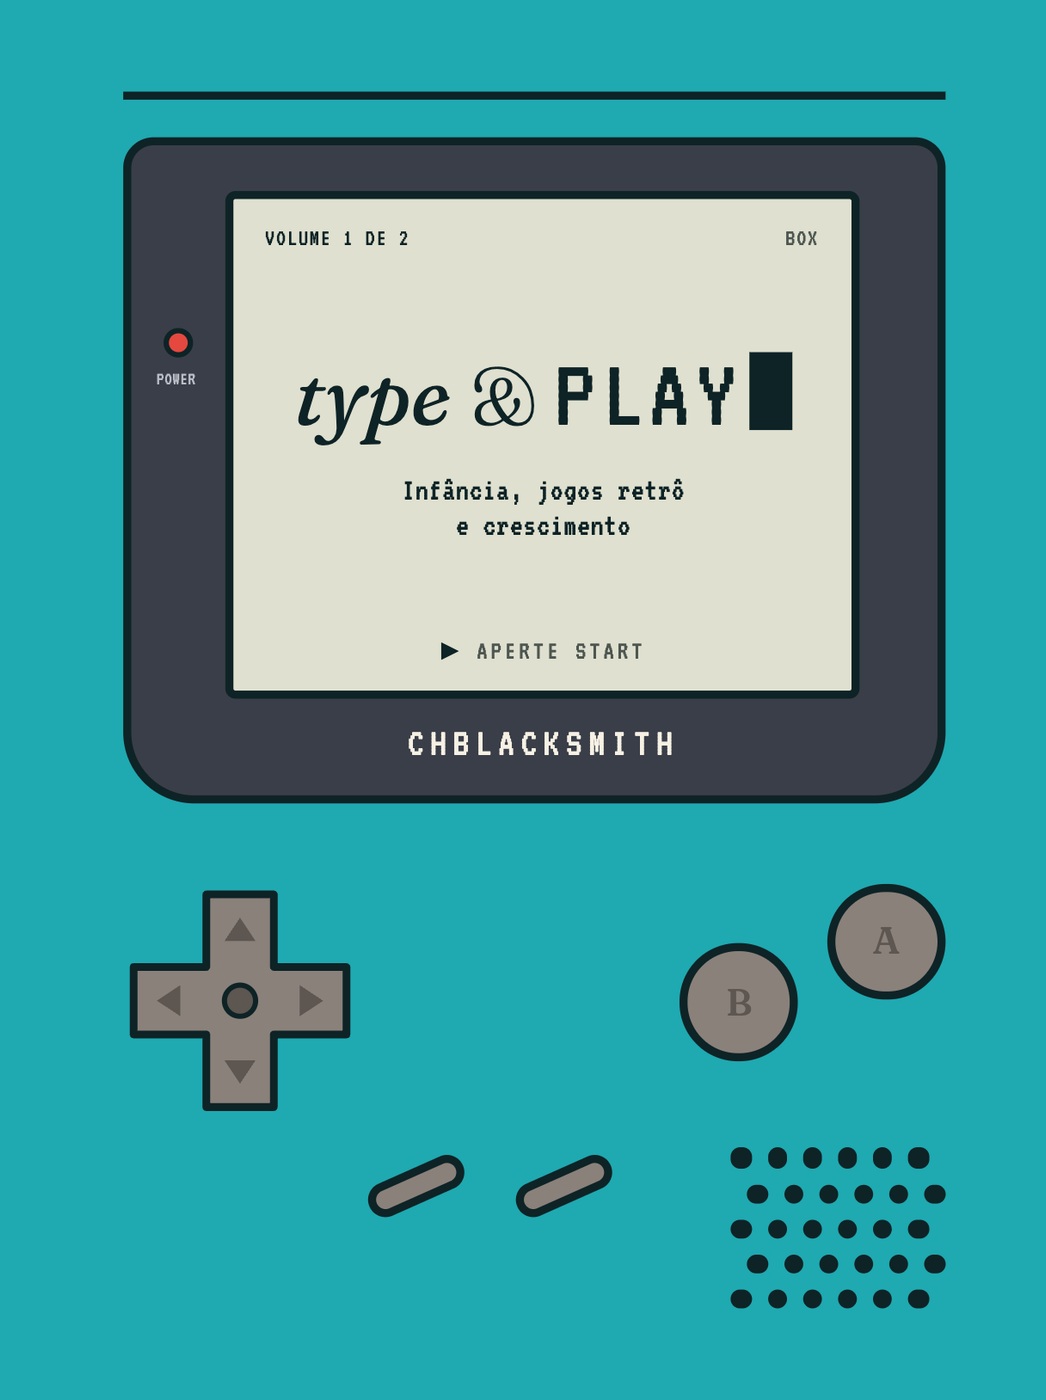 VOLUME 1 DE 2
BOX
POWER
type & PLAY
Infância, jogos retrô
e crescimento
▶ APERTE START
CHBLACKSMITH
A
B